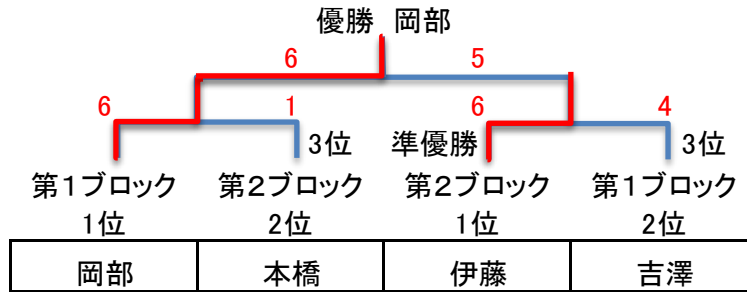 優勝 岡部
6 5
6 1 6 4
3位 準優勝 3位
第1ブロック 第2ブロック 第2ブロック 第1ブロック
1位 2位 1位 2位
岡部 本橋 伊藤 吉澤